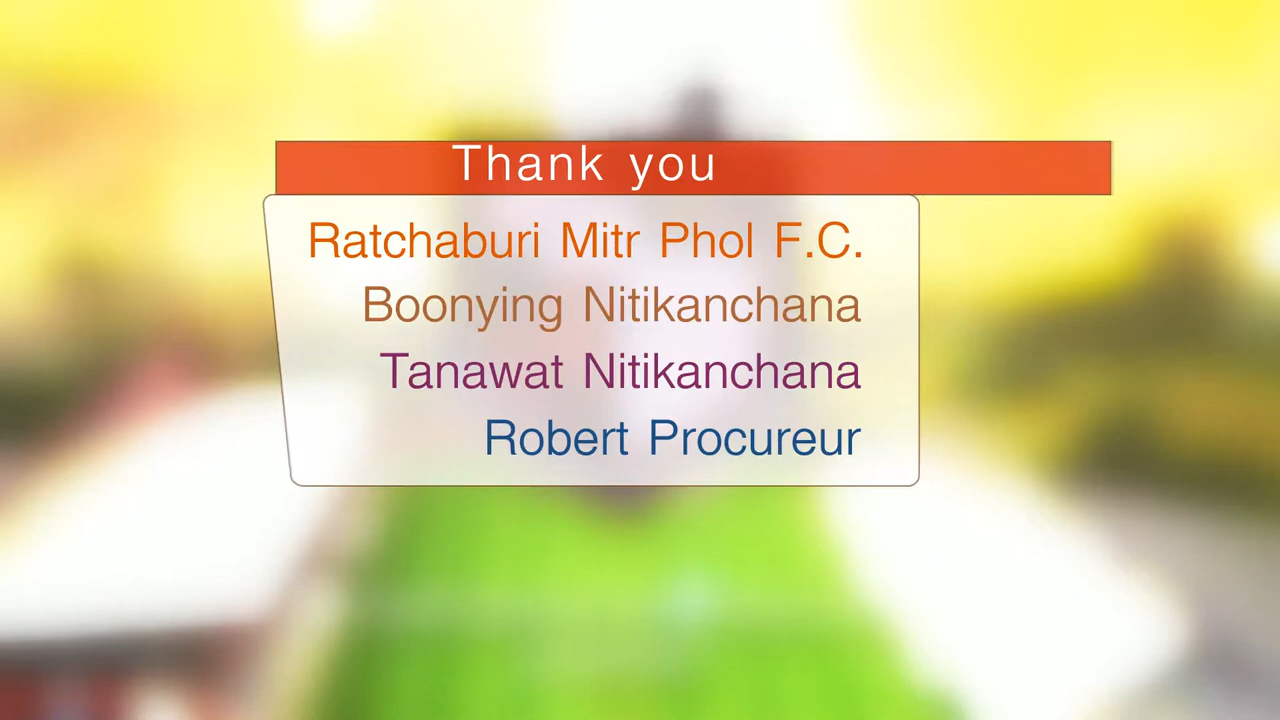 Thank you
Ratchaburi Mitr Phol F.C.
Boonying Nitikanchana
Tanawat Nitikanchana
Robert Procureur